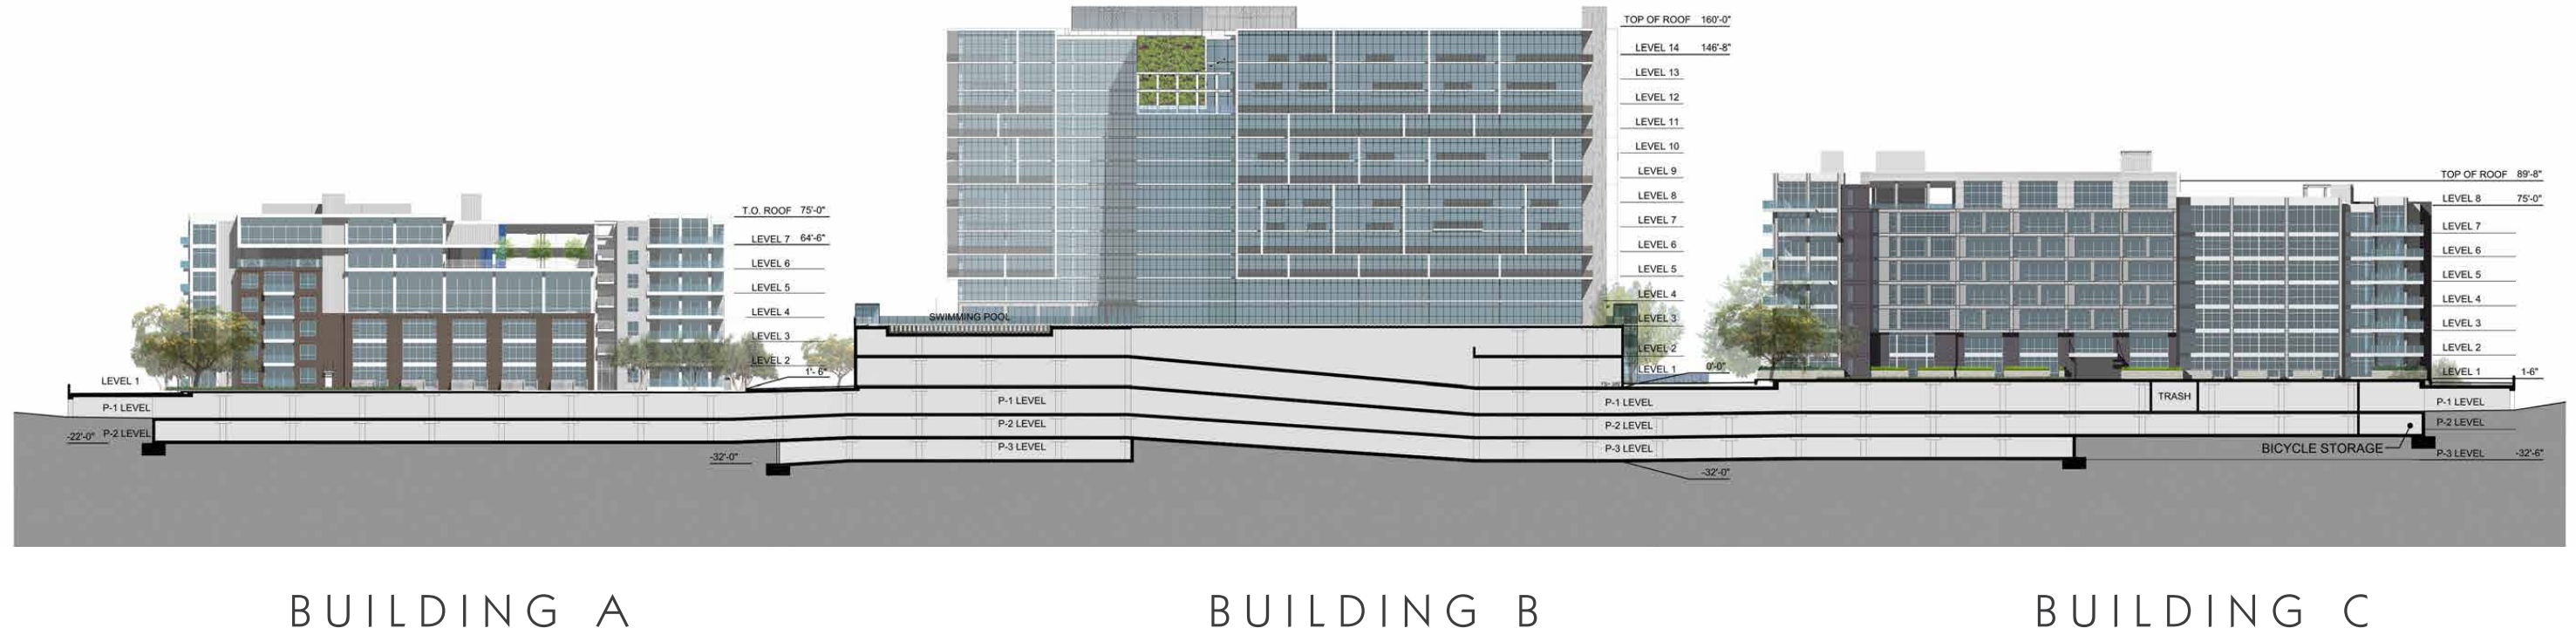 T.O. ROOF 75'-0"
LEVEL 7 64'-6"
LEVEL 6
LEVEL 5
LEVEL 4
LEVEL 3
LEVEL 2
1'-6"
LEVEL 1
P-1 LEVEL
-22'-0" P-2 LEVEL
-32'-0"
SWIMMING POOL
P-1 LEVEL
P-2 LEVEL
P-3 LEVEL
TOP OF ROOF 160'-0"
LEVEL 14 146'-8"
LEVEL 13
LEVEL 12
LEVEL 11
LEVEL 10
LEVEL 9
LEVEL 8
LEVEL 7
LEVEL 6
LEVEL 5
LEVEL 4
LEVEL 3
LEVEL 2
LEVEL 1 0'-0"
P-1 LEVEL
P-2 LEVEL
P-3 LEVEL
-32'-0"
TRASH
BICYCLE STORAGE
TOP OF ROOF 89'-8"
LEVEL 8 75'-0"
LEVEL 7
LEVEL 6
LEVEL 5
LEVEL 4
LEVEL 3
LEVEL 2
LEVEL 1 1'-6"
P-1 LEVEL
P-2 LEVEL
P-3 LEVEL -32'-6"
BUILDING A
BUILDING B
BUILDING C